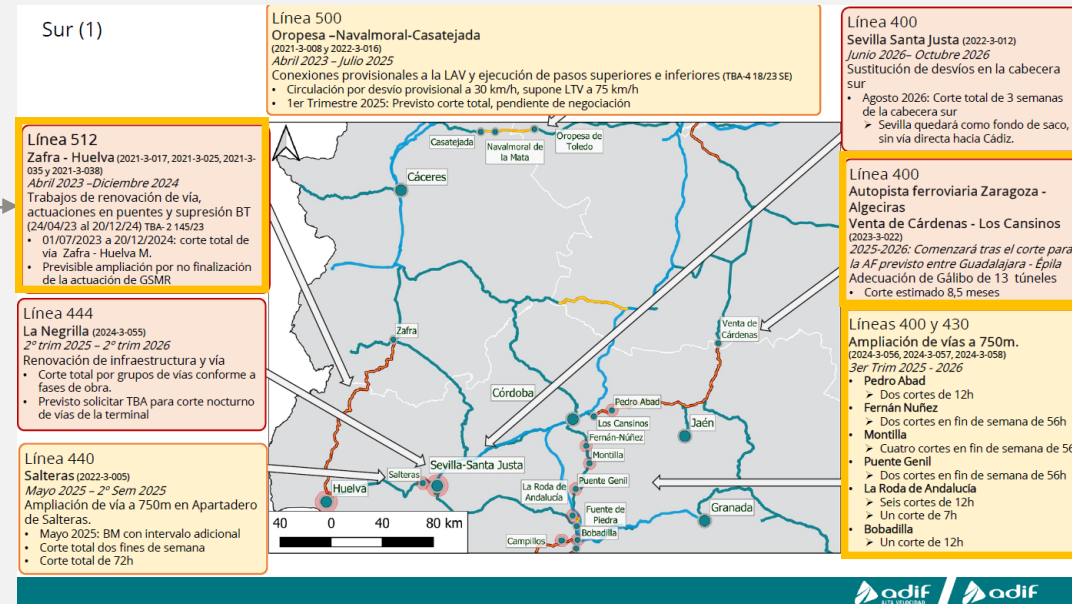 Sur (1)
Línea 500
Oropesa –Navalmoral-Casatejada
(2021-3-008 y 2022-3-016)
Abril 2023 – Julio 2025
Conexiones provisionales a la LAV y ejecución de pasos superiores e inferiores (TBA-4 18/23 SE)
• Circulación por desvío provisional a 30 km/h, supone LTV a 75 km/h
• 1er Trimestre 2025: Previsto corte total, pendiente de negociación
Línea 400
Sevilla Santa Justa (2022-3-012)
Junio 2026– Octubre 2026
Sustitución de desvíos en la cabecera
sur
• Agosto 2026: Corte total de 3 semanas
de la cabecera sur
➢ Sevilla quedará como fondo de saco,
sin vía directa hacia Cádiz.
Línea 512
Zafra - Huelva (2021-3-017, 2021-3-025, 2021-3-
035 y 2021-3-038)
Abril 2023 –Diciembre 2024
Trabajos de renovación de vía,
actuaciones en puentes y supresión BT
(24/04/23 al 20/12/24) TBA- 2 145/23
• 01/07/2023 a 20/12/2024: corte total de
vía Zafra - Huelva M.
• Previsible ampliación por no finalización
de la actuación de GSMR
Línea 400
Autopista ferroviaria Zaragoza -
Algeciras
Venta de Cárdenas - Los Cansinos
(2023-3-022)
2025-2026: Comenzará tras el corte para
la AF previsto entre Guadalajara - Épila
Adecuación de Gálibo de 13 túneles
• Corte estimado 8,5 meses
Línea 444
La Negrilla (2024-3-055)
2º trim 2025 – 2º trim 2026
Renovación de infraestructura y vía
• Corte total por grupos de vías conforme a
fases de obra.
• Previsto solicitar TBA para corte nocturno
de vías de la terminal
Líneas 400 y 430
Ampliación de vías a 750m.
(2024-3-056, 2024-3-057, 2024-3-058)
3er Trim 2025 - 2026
• Pedro Abad
➢ Dos cortes de 12h
• Fernán Nuñez
➢ Dos cortes en fin de semana de 56h
• Montilla
➢ Cuatro cortes en fin de semana de 56
• Puente Genil
➢ Dos cortes en fin de semana de 56h
• La Roda de Andalucía
➢ Seis cortes de 12h
➢ Un corte de 7h
• Bobadilla
➢ Un corte de 12h
Línea 440
Salteras (2022-3-005)
Mayo 2025 – 2º Sem 2025
Ampliación de vía a 750m en Apartadero
de Salteras.
• Mayo 2025: BM con intervalo adicional
• Corte total dos fines de semana
• Corte total de 72h
Casatejada
Navalmoral de
la Mata
Oropesa de
Toledo
Cáceres
Zafra
Venta de
Cárdenas
Córdoba
Pedro Abad
Los Cansinos
Jaén
Fernán-Núñez
Montilla
Sevilla-Santa Justa
Salteras
Puente Genil
Huelva
La Roda de
Andalucía
Fuente de
Piedra
Granada
Bobadilla
Campillos
40 0 40 80 km
adif
ALTA VELOCIDAD
adif